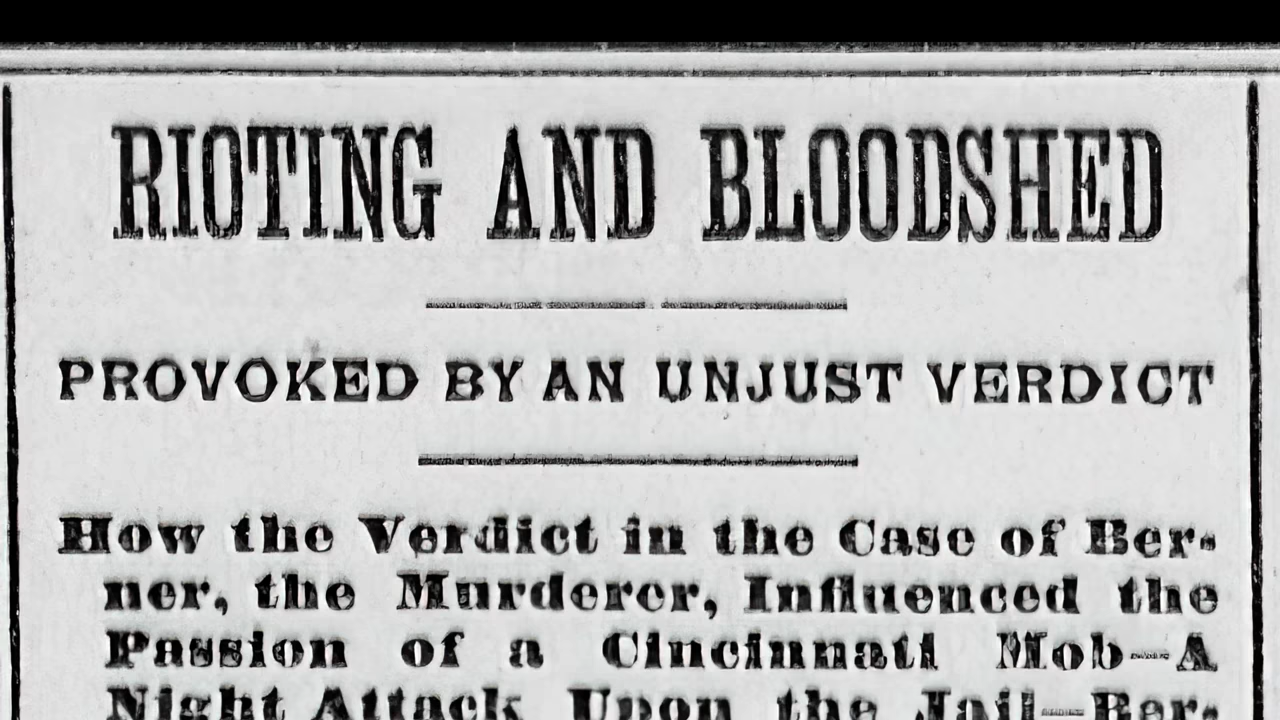 RIOTING AND BLOODSHED
PROVOKED BY AN UNJUST VERDICT
How the Verdict in the Case of Ber-
ner, the Murderer, Influenced the
Passion of a Cincinnati Mob—A
Night Attack Upon the Jail—Ber-